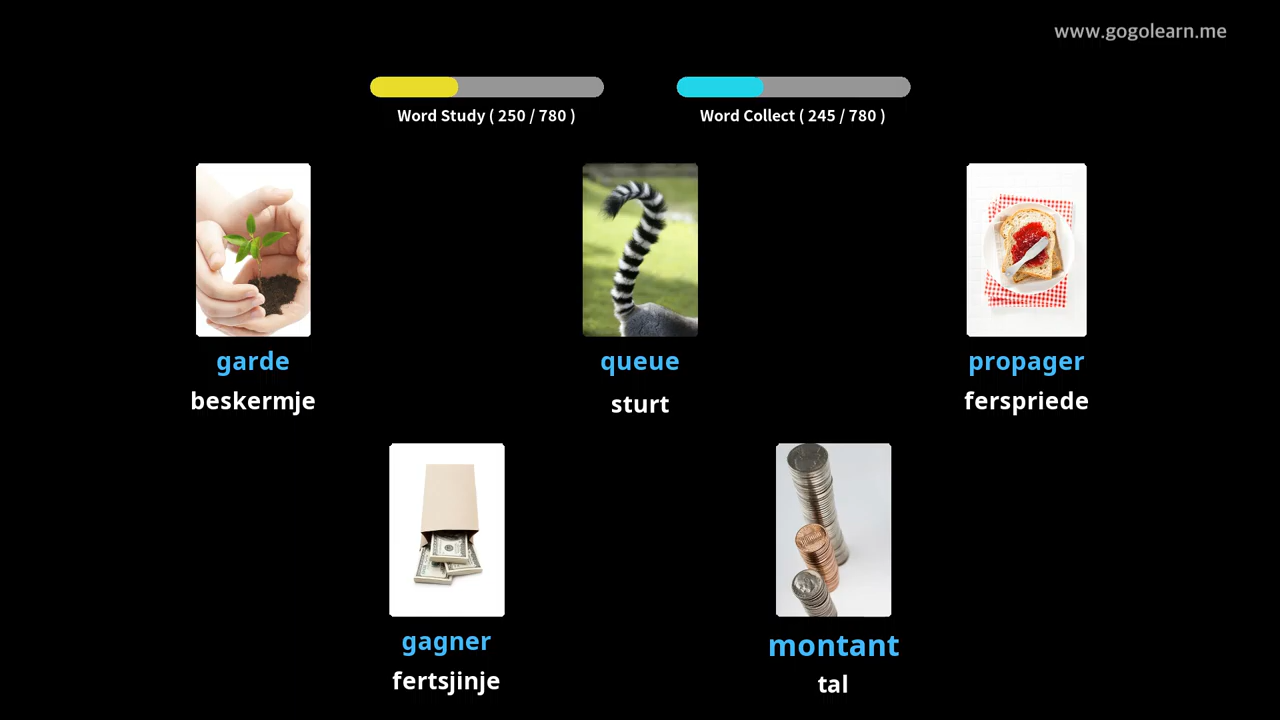 www.gogolearn.me
Word Study ( 250 / 780 )
Word Collect ( 245 / 780 )
garde
beskermje
queue
sturt
propager
ferspriede
gagner
fertsjinje
montant
tal